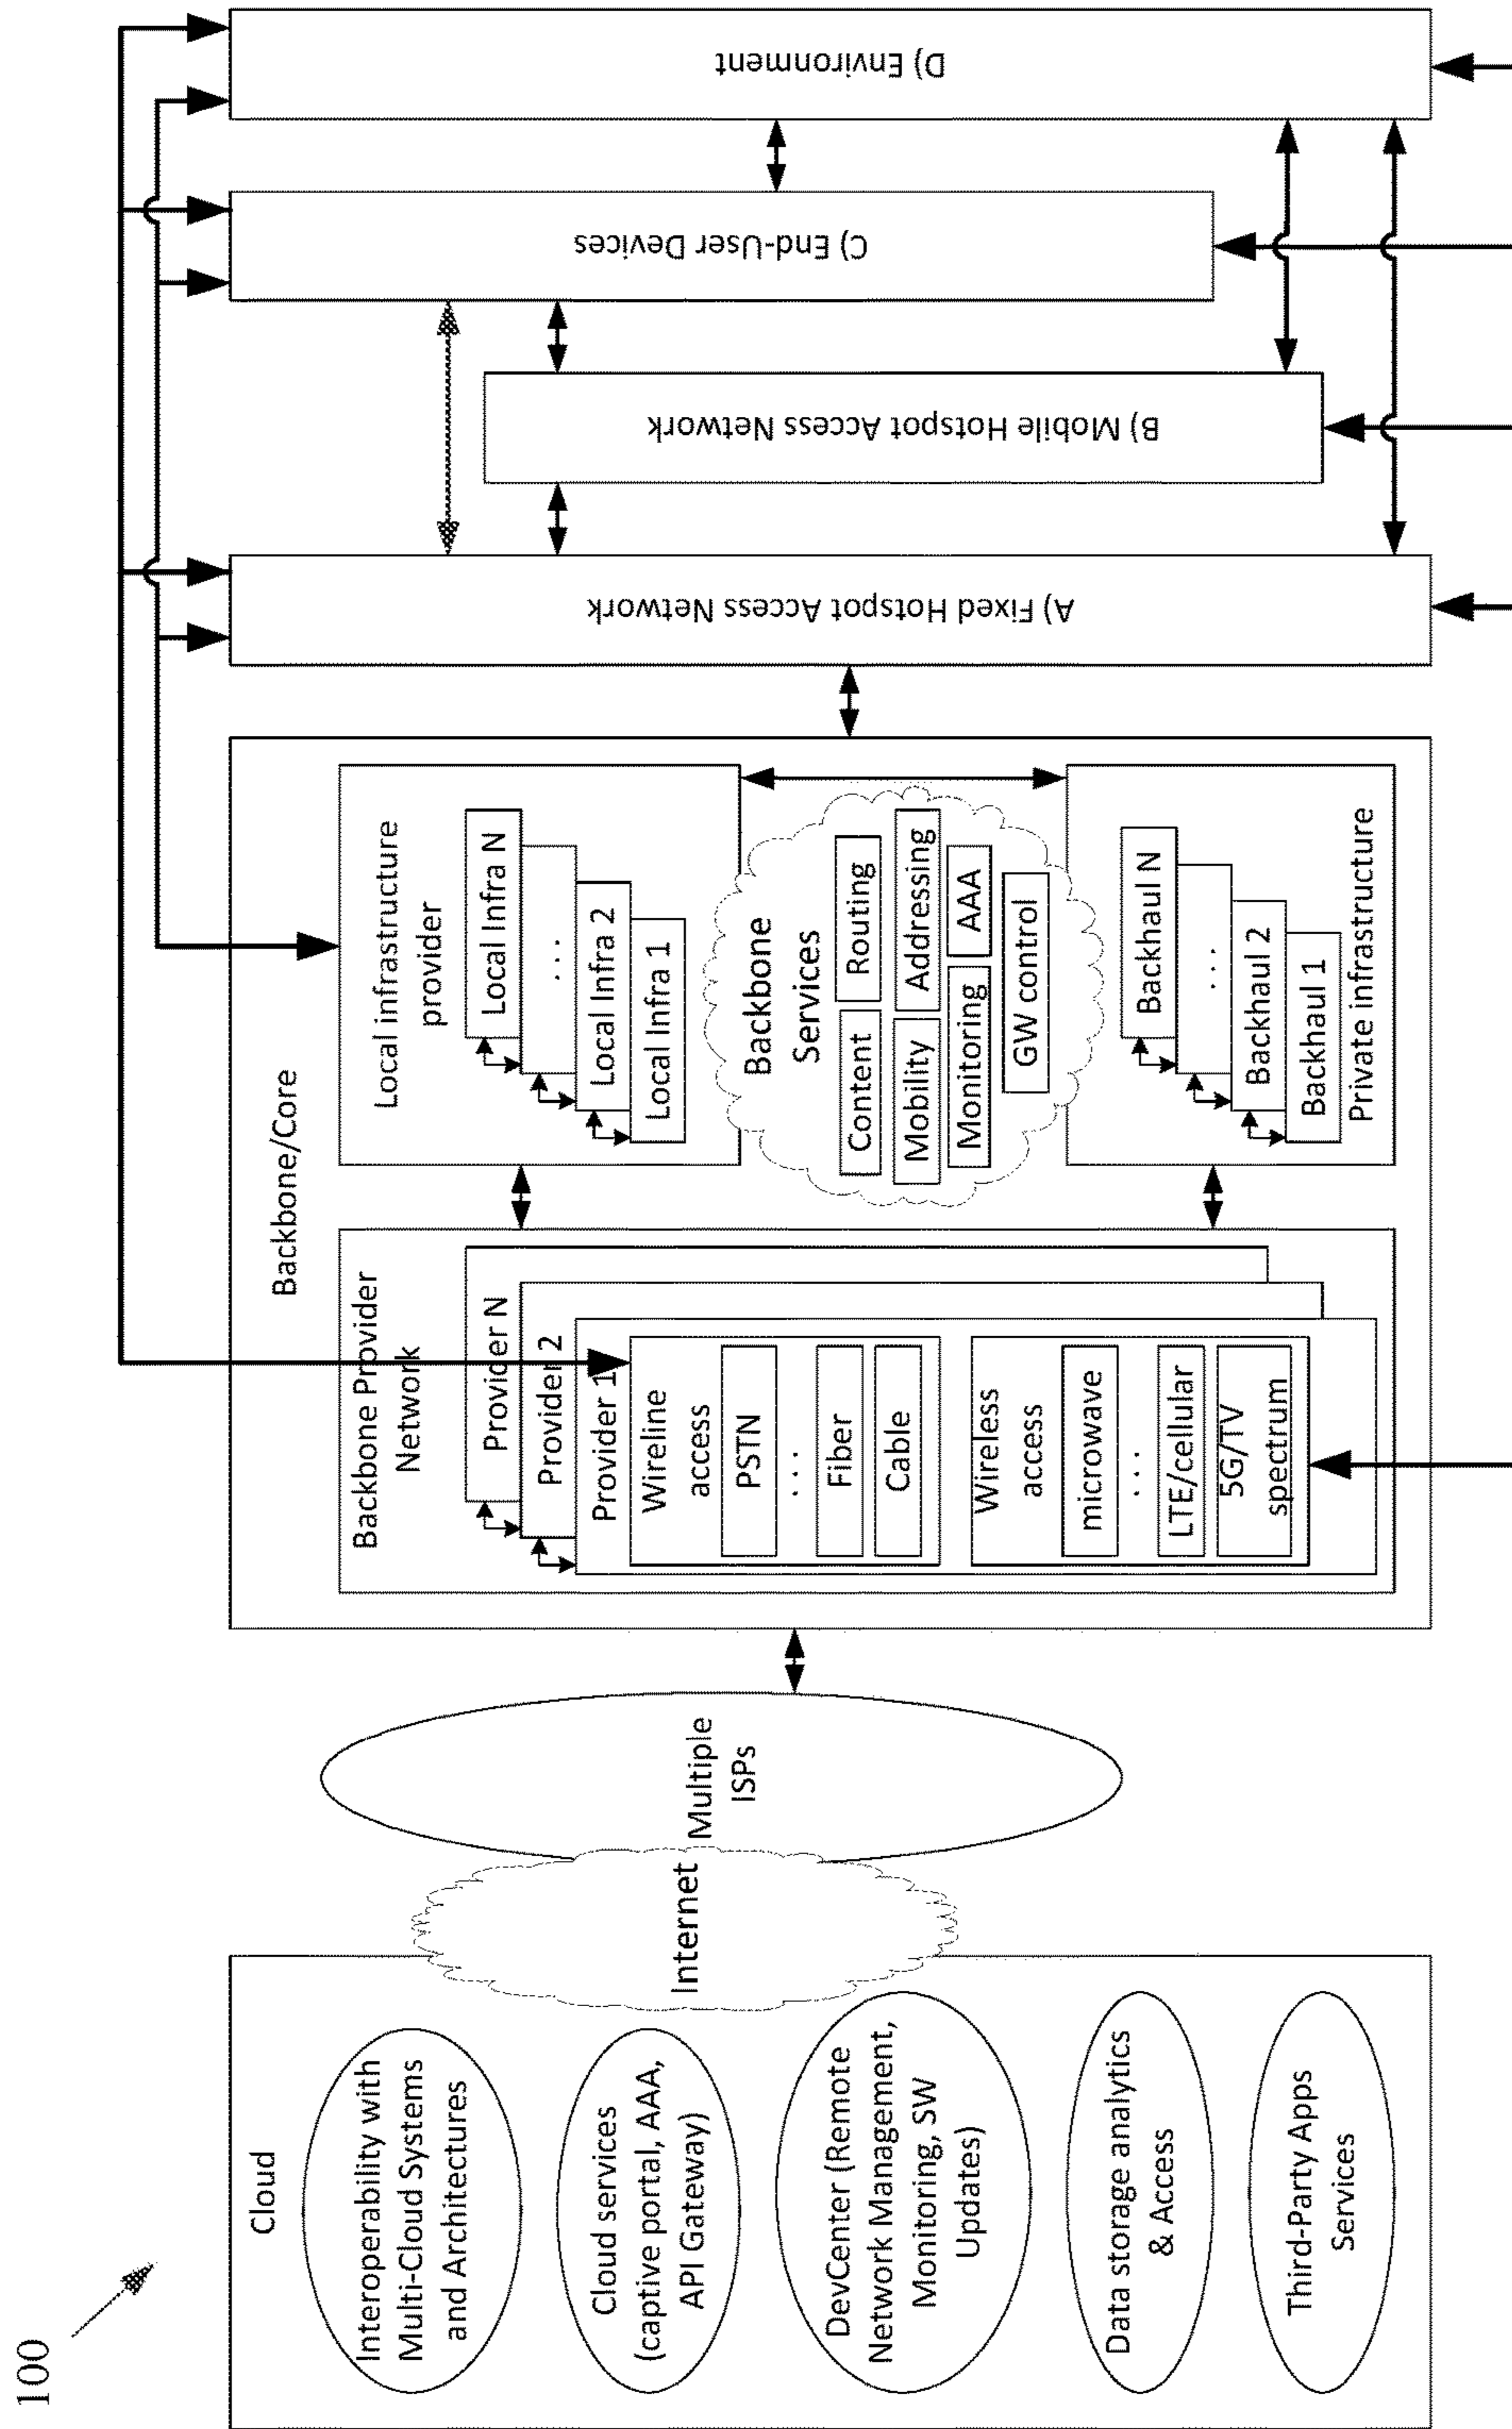 100
Cloud
Interoperability with
Multi-Cloud Systems
and Architectures
Cloud services
(captive portal, AAA,
API Gateway)
DevCenter (Remote
Network Management,
Monitoring, SW
Updates)
Data storage analytics
& Access
Third-Party Apps
Services
Internet
Multiple
ISPs
Backbone/Core
Backbone Provider
Network
Provider N
Provider 2
Provider 1
Wireline
access
PSTN
. . .
Fiber
Cable
Wireless
access
microwave
. . .
LTE/cellular
5G/TV
spectrum
Local infrastructure
provider
Local Infra N
. . .
Local Infra 2
Local Infra 1
Backbone
Services
Content
Routing
Mobility
Addressing
Monitoring
AAA
GW control
Backhaul N
. . .
Backhaul 2
Backhaul 1
Private infrastructure
A) Fixed Hotspot Access Network
B) Mobile Hotspot Access Network
C) End-User Devices
D) Environment